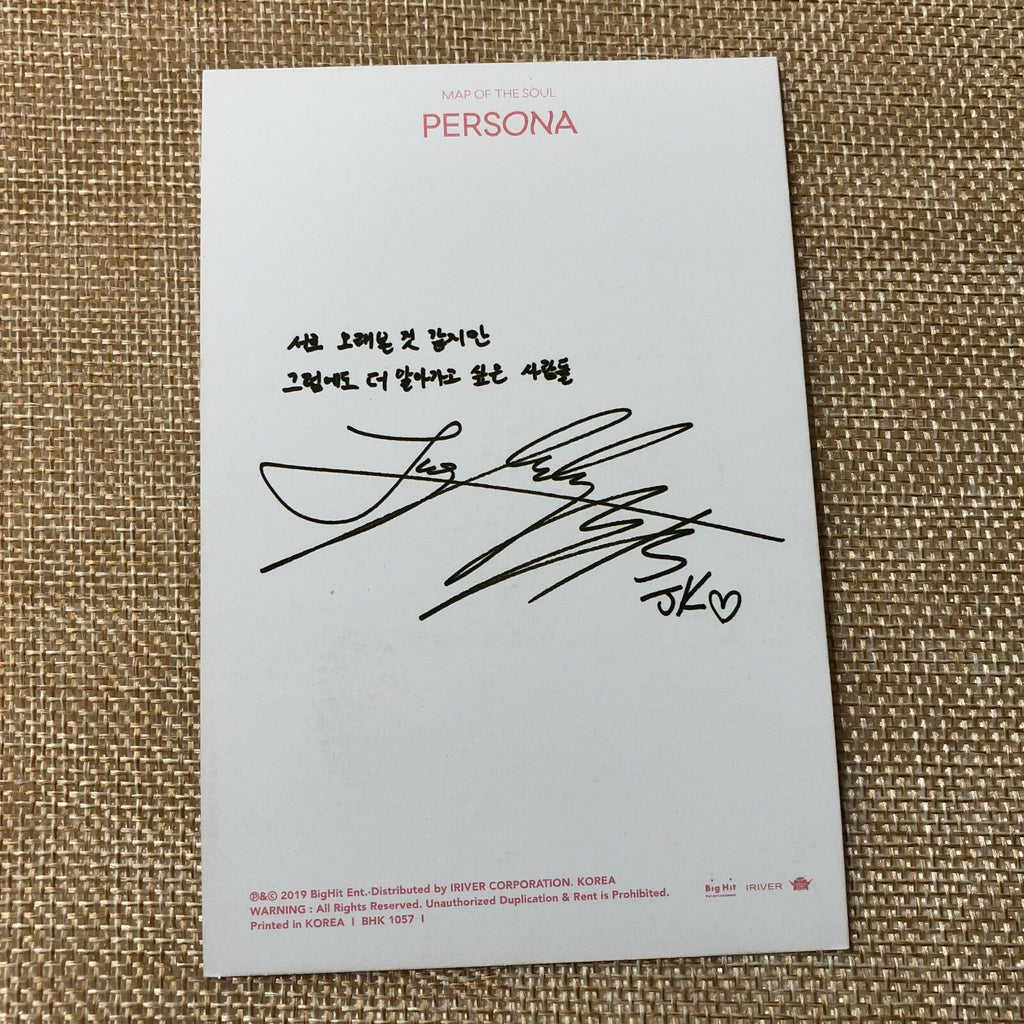 MAP OF THE SOUL
PERSONA
서로 오래본 것 같지만
그럼에도 더 알아가고 싶은 사람들
JK♡
℗&© 2019 BigHit Ent.·Distributed by IRIVER CORPORATION. KOREA
WARNING : All Rights Reserved. Unauthorized Duplication & Rent is Prohibited.
Printed in KOREA I BHK 1057 I
Big Hit
Entertainment
IRIVER